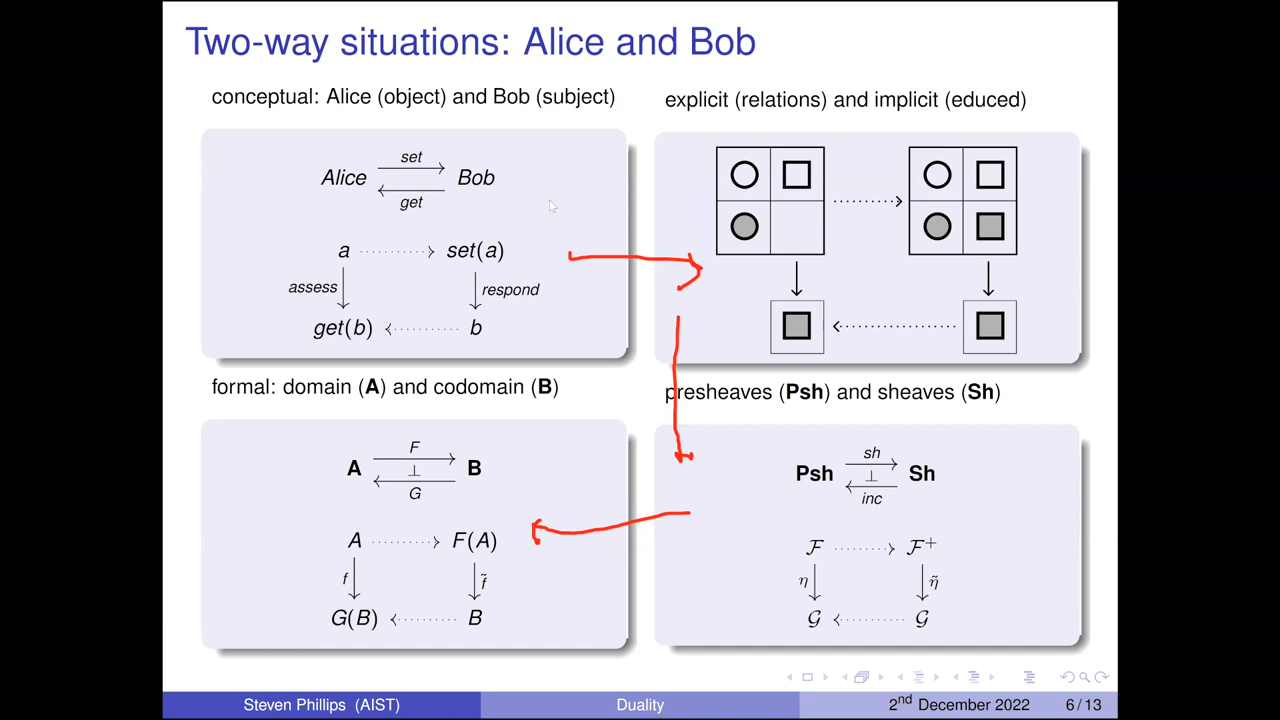 Two-way situations: Alice and Bob
conceptual: Alice (object) and Bob (subject)
set
Alice Bob
get
a set(a)
assess respond
get(b) b
explicit (relations) and implicit (educed)
formal: domain (A) and codomain (B)
F
A ⊥ B
G
A F(A)
f f̃
G(B) B
presheaves (Psh) and sheaves (Sh)
sh
Psh ⊥ Sh
inc
ℱ ℱ⁺
η η̃
𝒢 𝒢
Steven Phillips (AIST) Duality 2nd December 2022 6 / 13